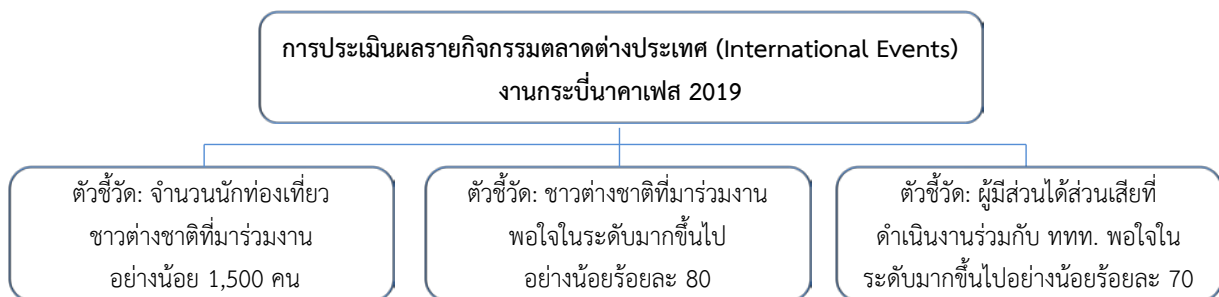 การประเมินผลรายกิจกรรมตลาดต่างประเทศ (International Events)
งานกระบี่นาคาเฟส 2019
ตัวชี้วัด: จำนวนนักท่องเที่ยว
ชาวต่างชาติที่มาร่วมงาน
อย่างน้อย 1,500 คน
ตัวชี้วัด: ชาวต่างชาติที่มาร่วมงาน
พอใจในระดับมากขึ้นไป
อย่างน้อยร้อยละ 80
ตัวชี้วัด: ผู้มีส่วนได้ส่วนเสียที่
ดำเนินงานร่วมกับ ททท. พอใจใน
ระดับมากขึ้นไปอย่างน้อยร้อยละ 70